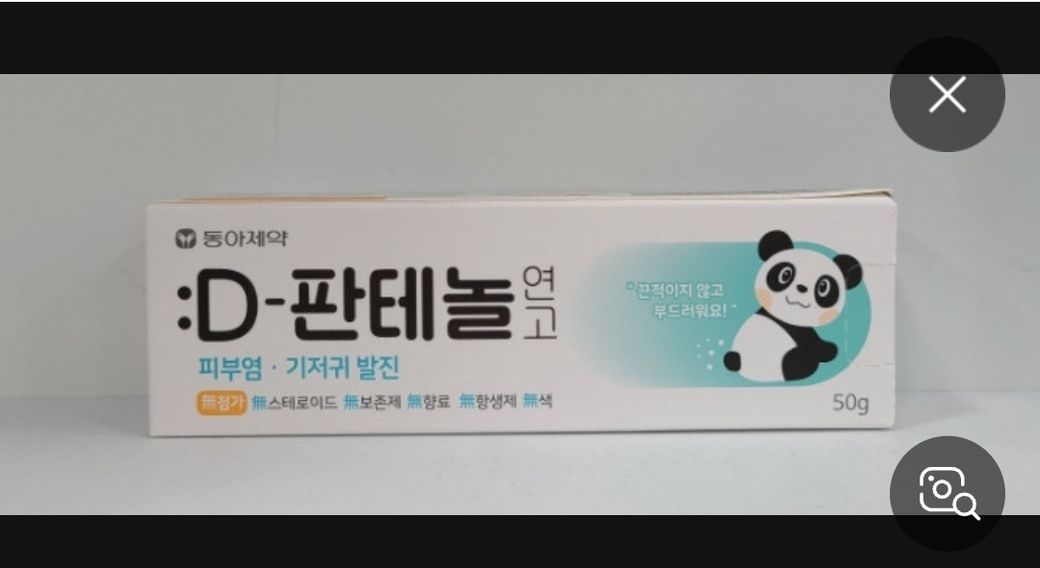 동아제약
:D-판테놀 연고
피부염 · 기저귀 발진
無첨가 無스테로이드 無보존제 無향료 無항생제 無색
"끈적이지 않고
부드러워요!"
50g